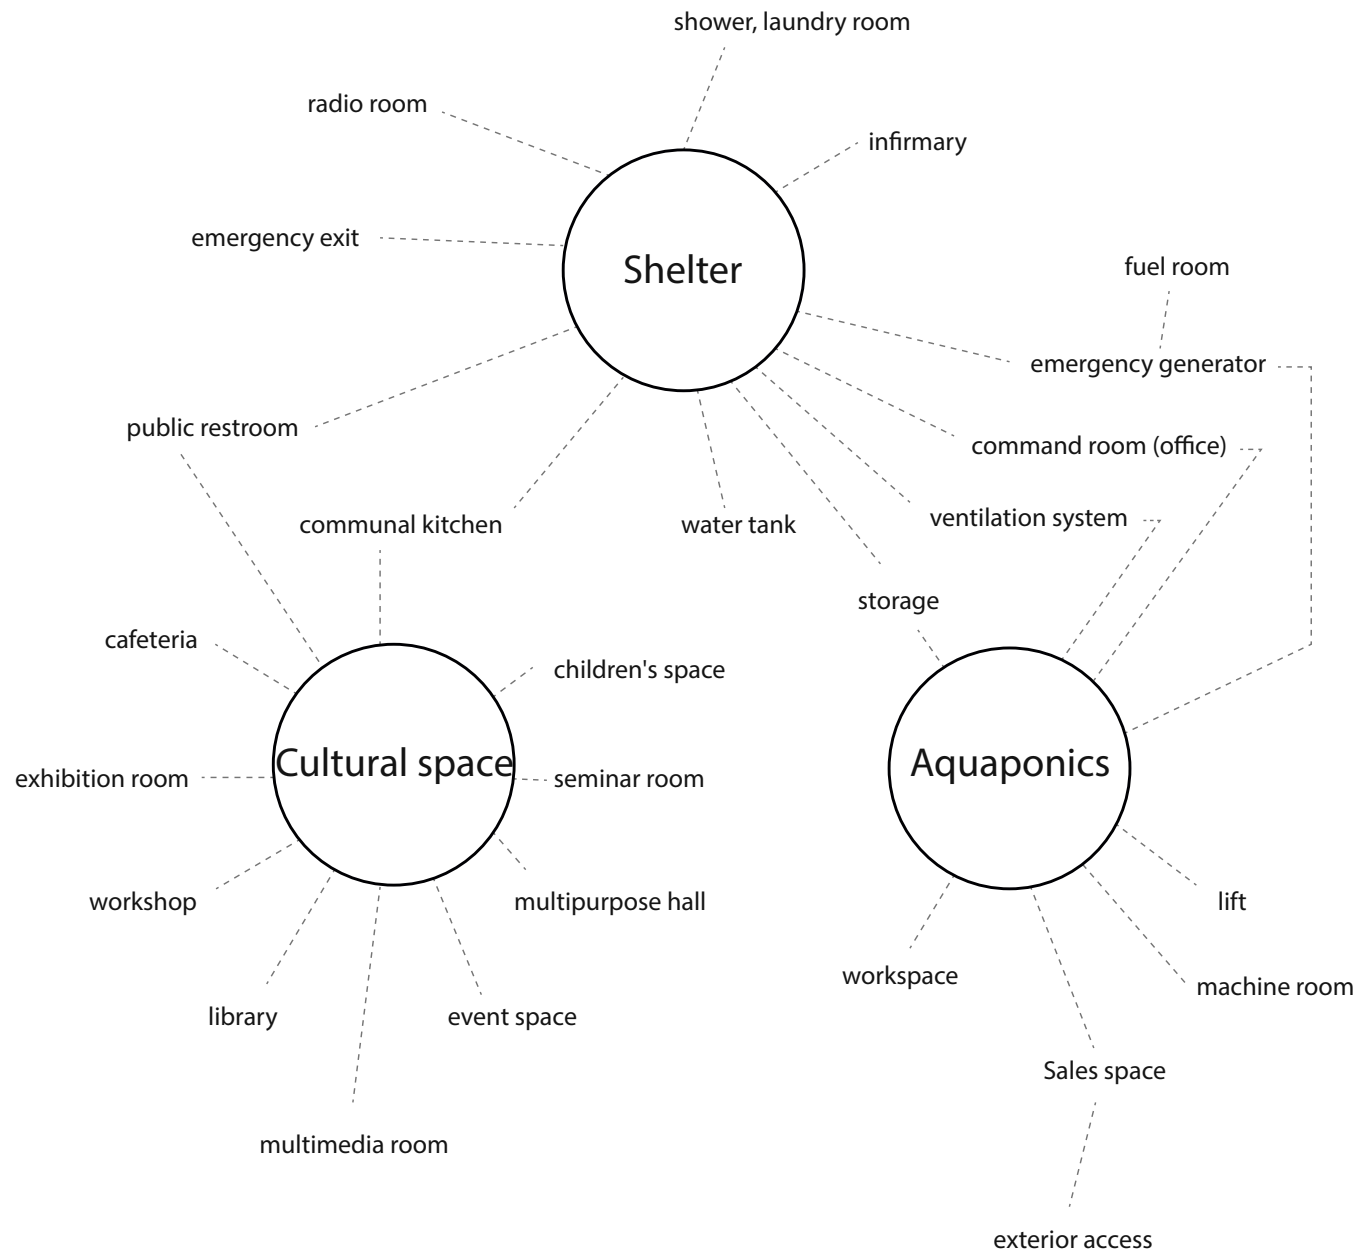 shower, laundry room
radio room
infirmary
emergency exit
Shelter
fuel room
emergency generator
public restroom
command room (office)
communal kitchen
water tank
ventilation system
storage
cafeteria
children's space
Cultural space
Aquaponics
exhibition room
seminar room
workshop
multipurpose hall
lift
workspace
machine room
library
event space
Sales space
multimedia room
exterior access